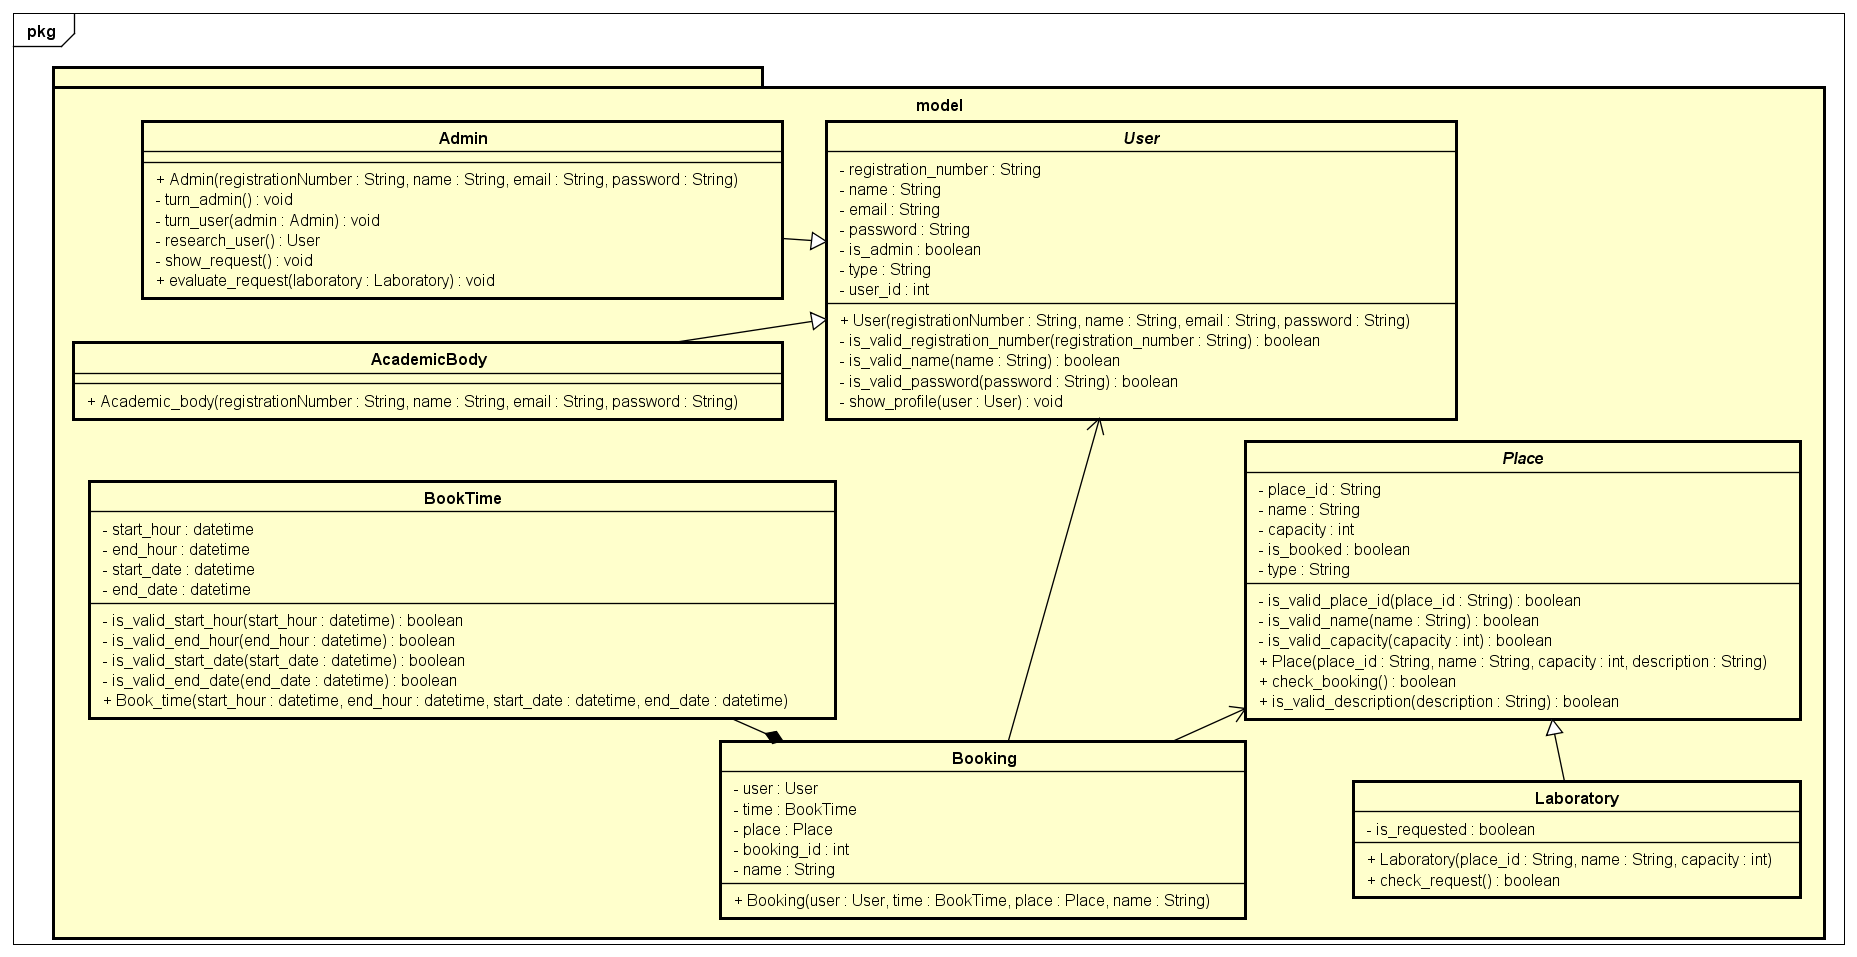 pkg
model
Admin
+ Admin(registrationNumber : String, name : String, email : String, password : String)
- turn_admin() : void
- turn_user(admin : Admin) : void
- research_user() : User
- show_request() : void
+ evaluate_request(laboratory : Laboratory) : void
User
- registration_number : String
- name : String
- email : String
- password : String
- is_admin : boolean
- type : String
- user_id : int
+ User(registrationNumber : String, name : String, email : String, password : String)
- is_valid_registration_number(registration_number : String) : boolean
- is_valid_name(name : String) : boolean
- is_valid_password(password : String) : boolean
- show_profile(user : User) : void
AcademicBody
+ Academic_body(registrationNumber : String, name : String, email : String, password : String)
BookTime
- start_hour : datetime
- end_hour : datetime
- start_date : datetime
- end_date : datetime
- is_valid_start_hour(start_hour : datetime) : boolean
- is_valid_end_hour(end_hour : datetime) : boolean
- is_valid_start_date(start_date : datetime) : boolean
- is_valid_end_date(end_date : datetime) : boolean
+ Book_time(start_hour : datetime, end_hour : datetime, start_date : datetime, end_date : datetime)
Place
- place_id : String
- name : String
- capacity : int
- is_booked : boolean
- type : String
- is_valid_place_id(place_id : String) : boolean
- is_valid_name(name : String) : boolean
- is_valid_capacity(capacity : int) : boolean
+ Place(place_id : String, name : String, capacity : int, description : String)
+ check_booking() : boolean
+ is_valid_description(description : String) : boolean
Booking
- user : User
- time : BookTime
- place : Place
- booking_id : int
- name : String
+ Booking(user : User, time : BookTime, place : Place, name : String)
Laboratory
- is_requested : boolean
+ Laboratory(place_id : String, name : String, capacity : int)
+ check_request() : boolean